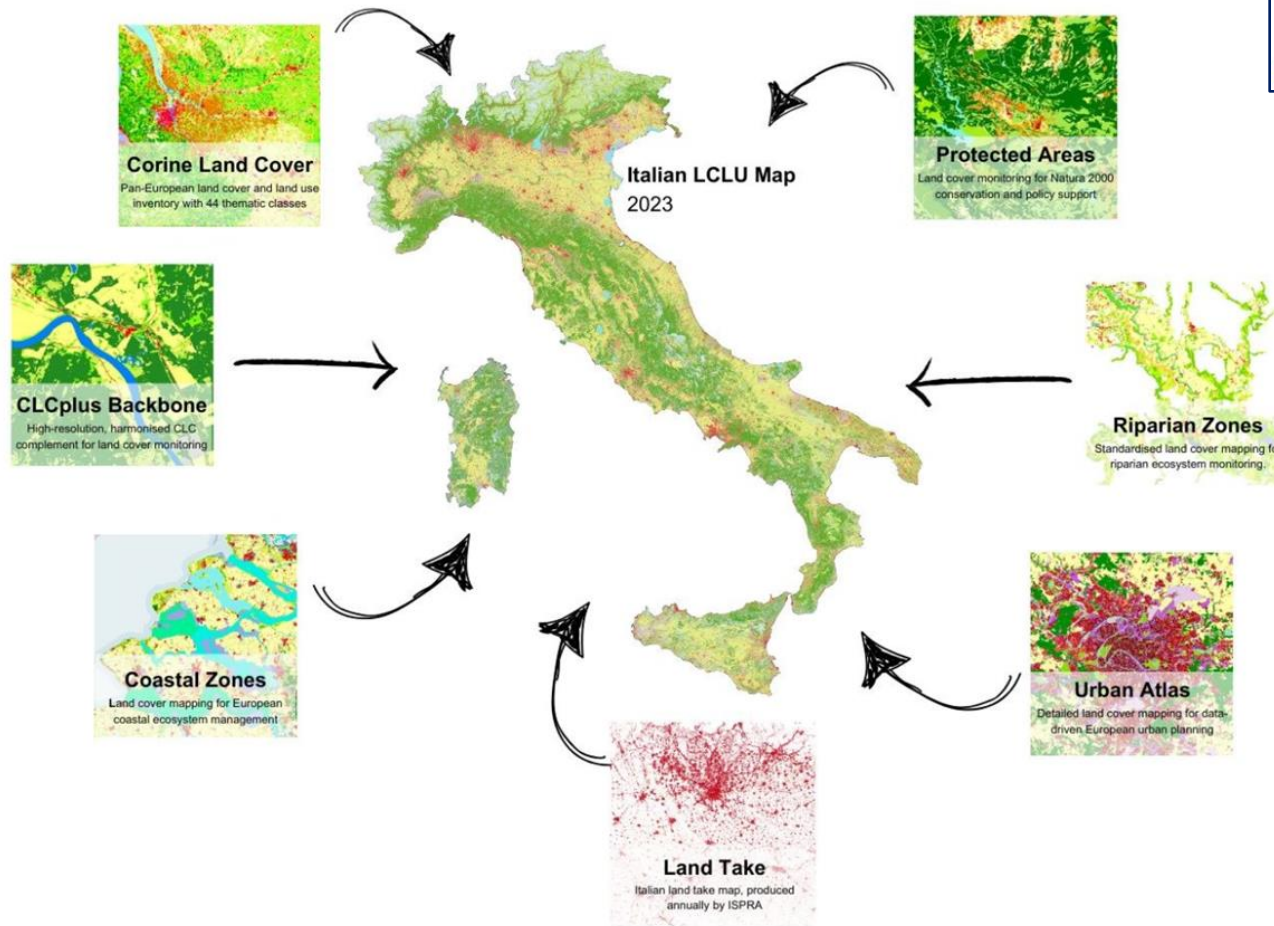 Corine Land Cover
Pan-European land cover and land use
inventory with 44 thematic classes
Italian LCLU Map
2023
Protected Areas
Land cover monitoring for Natura 2000
conservation and policy support
CLCplus Backbone
High-resolution, harmonised CLC
complement for land cover monitoring
Riparian Zones
Standardised land cover mapping fo
riparian ecosystem monitoring.
Coastal Zones
Land cover mapping for European
coastal ecosystem management
Urban Atlas
Detailed land cover mapping for data-
driven European urban planning
Land Take
Italian land take map, produced
annually by ISPRA